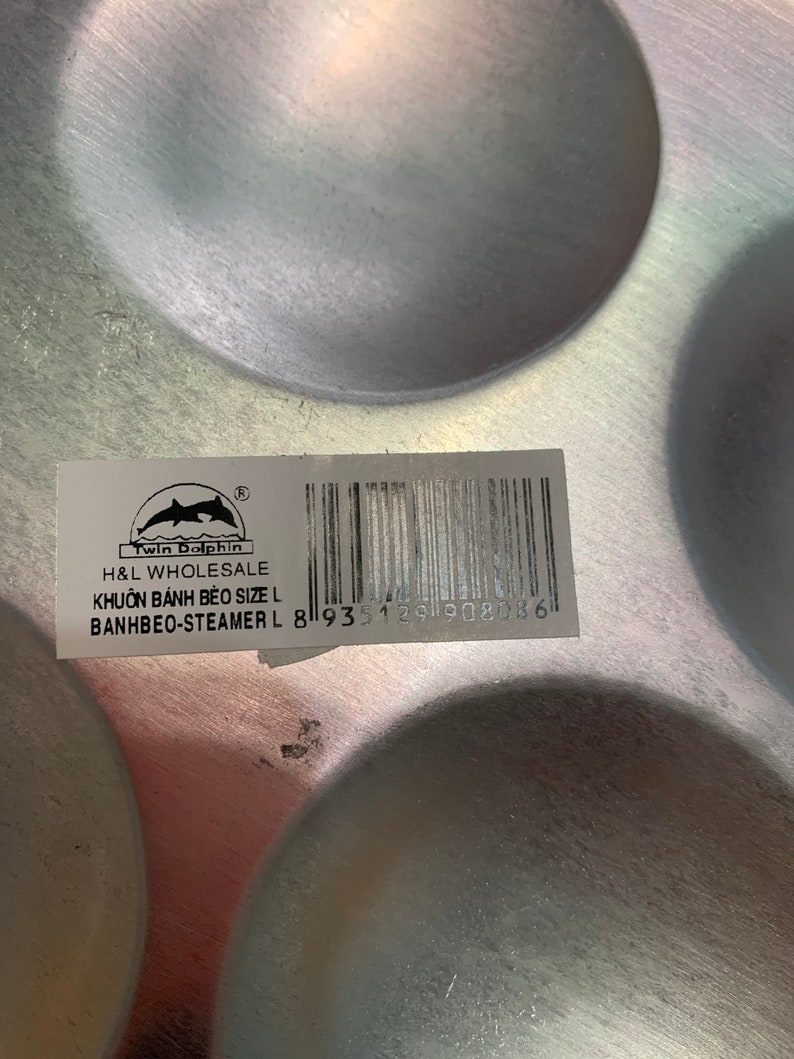 ®
Twin Dolphin
H&L WHOLESALE
KHUÔN BÁNH BÈO SIZE L
BANHBEO-STEAMER L
8 935129 908086